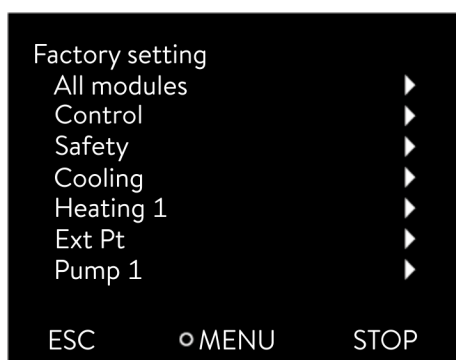 Factory setting
All modules
Control
Safety
Cooling
Heating 1
Ext Pt
Pump 1
ESC MENU STOP